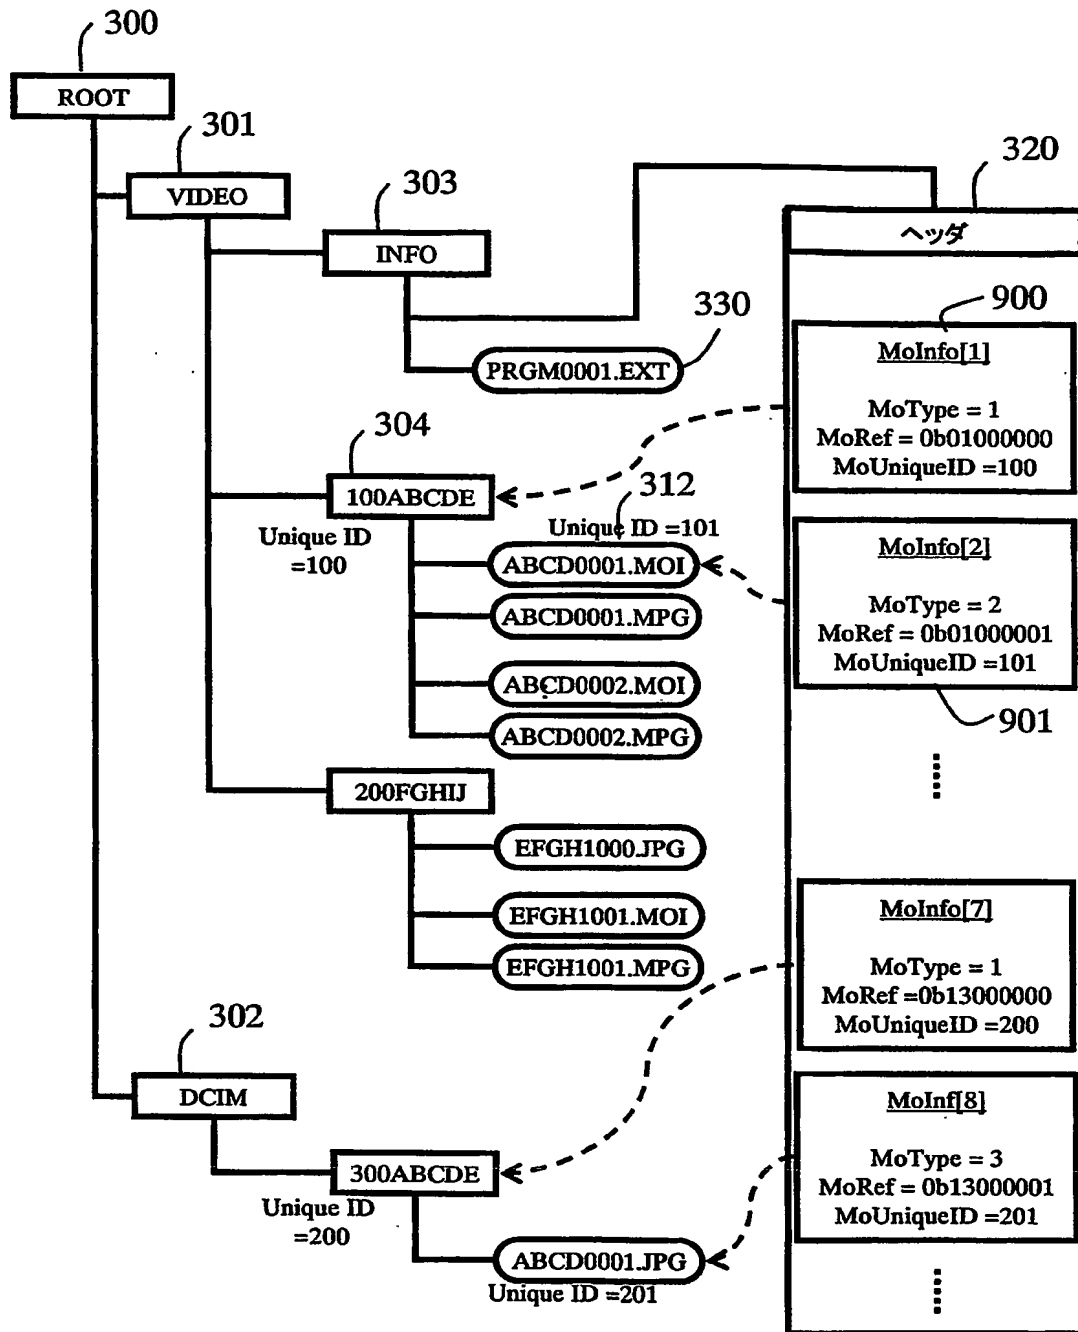 300
ROOT
301
VIDEO
303
INFO
320
ヘッダ
330
PRGM0001.EXT
900
MoInfo[1]
MoType = 1
MoRef = 0b01000000
MoUniqueID =100
304
100ABCDE
Unique ID
=100
312
Unique ID =101
ABCD0001.MOI
ABCD0001.MPG
ABCD0002.MOI
ABCD0002.MPG
MoInfo[2]
MoType = 2
MoRef = 0b01000001
MoUniqueID =101
901
200FGHIJ
EFGH1000.JPG
EFGH1001.MOI
EFGH1001.MPG
MoInfo[7]
MoType = 1
MoRef =0b13000000
MoUniqueID =200
302
DCIM
300ABCDE
Unique ID
=200
ABCD0001.JPG
Unique ID =201
MoInf[8]
MoType = 3
MoRef = 0b13000001
MoUniqueID =201